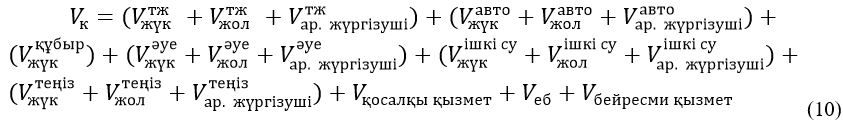 V_к = (V_жүк^тж + V_жол^тж + V_ар. жүргізуші^тж) + (V_жүк^авто + V_жол^авто + V_ар. жүргізуші^авто) +
(V_жүк^құбыр) + (V_жүк^әуе + V_жол^әуе + V_ар. жүргізуші^әуе) + (V_жүк^ішкі су + V_жол^ішкі су + V_ар. жүргізуші^ішкі су) +
(V_жүк^теңіз + V_жол^теңіз + V_ар. жүргізуші^теңіз) + V_қосалқы қызмет + V_еб + V_бейресми қызмет
(10)